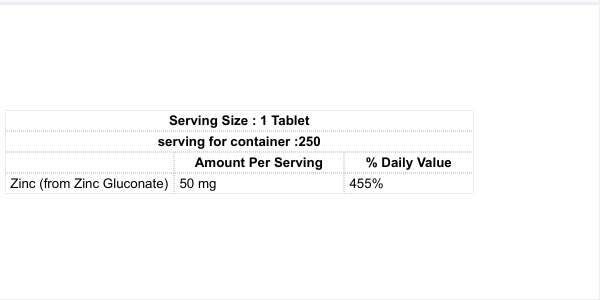 Serving Size : 1 Tablet
serving for container :250
Amount Per Serving % Daily Value
Zinc (from Zinc Gluconate) 50 mg 455%